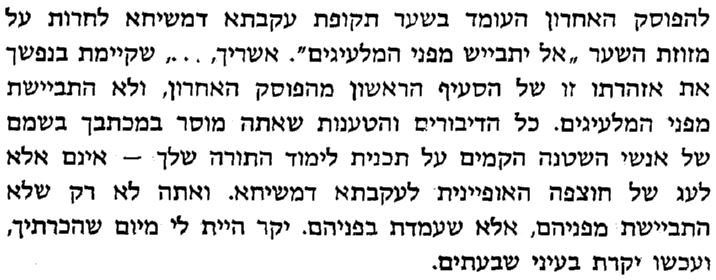 להפוסק האחרון העומד בשער תקופת עקבתא דמשיחא לחרות על
מזוזת השער „אל יתבייש מפני המלעיגים". אשריך, ..., שקיימת בנפשך
את אזהרתו זו של הסעיף הראשון מהפוסק האחרון, ולא התביישת
מפני המלעיגים. כל הדיבורים והטענות שאתה מוסר במכתבך בשמם
של אנשי השטנה הקמים על תכנית לימוד התורה שלך — אינם אלא
לעג של חוצפה האופיינית לעקבתא דמשיחא. ואתה לא רק שלא
התביישת מפניהם, אלא שעמדת בפניהם. יקר היית לי מיום שהכרתיך,
ועכשו יקרת בעיני שבעתים.